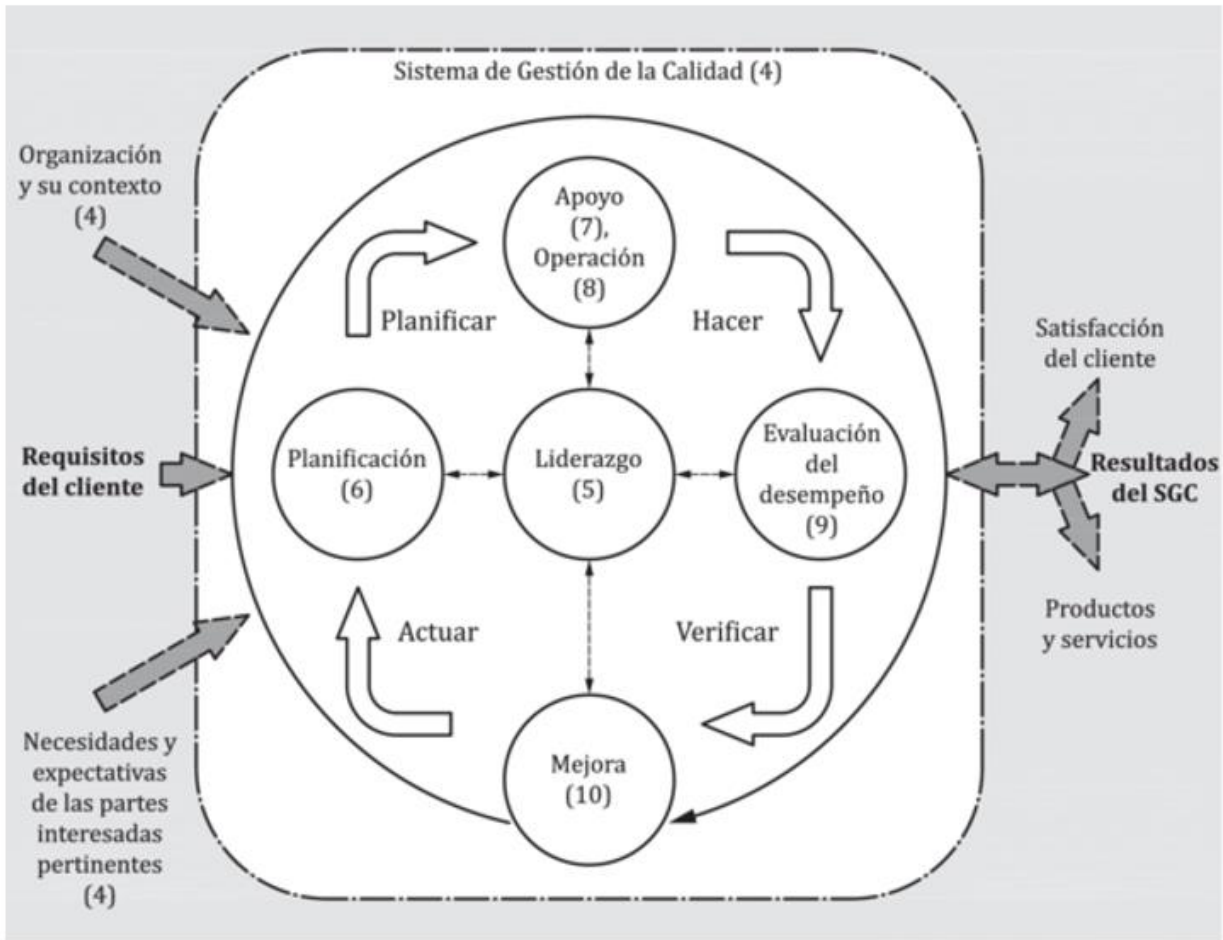 Sistema de Gestión de la Calidad (4)
Organización
y su contexto
(4)
Apoyo
(7),
Operación
(8)
Planificar
Hacer
Satisfacción
del cliente
Requisitos
del cliente
Planificación
(6)
Liderazgo
(5)
Evaluación
del
desempeño
(9)
Resultados
del SGC
Actuar
Verificar
Productos
y servicios
Necesidades y
expectativas
de las partes
interesadas
pertinentes
(4)
Mejora
(10)